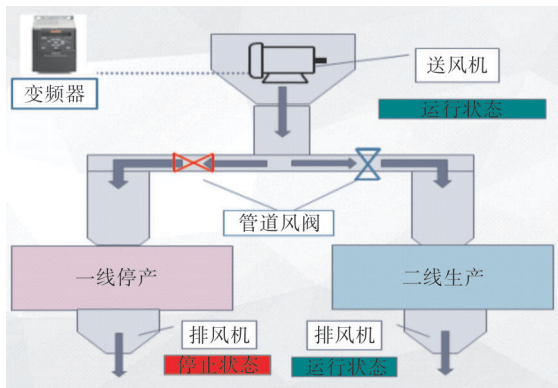 变频器
送风机
运行状态
管道风阀
一线停产
二线生产
排风机
停止状态
排风机
运行状态